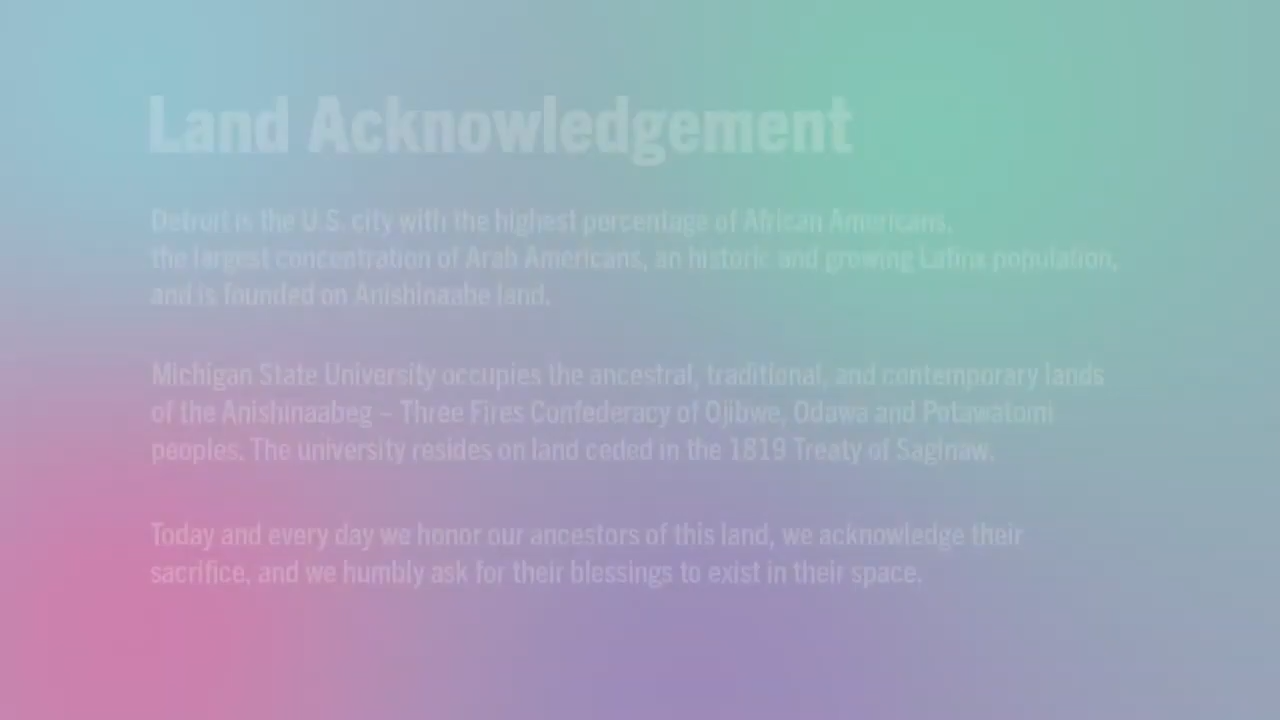 Land Acknowledgement
Detroit is the U.S. city with the highest percentage of African Americans,
the largest concentration of Arab Americans, an historic and growing Latinx population,
and is founded on Anishinaabe land.
Michigan State University occupies the ancestral, traditional, and contemporary lands
of the Anishinaabeg – Three Fires Confederacy of Ojibwe, Odawa and Potawatomi
peoples. The university resides on land ceded in the 1819 Treaty of Saginaw.
Today and every day we honor our ancestors of this land, we acknowledge their
sacrifice, and we humbly ask for their blessings to exist in their space.